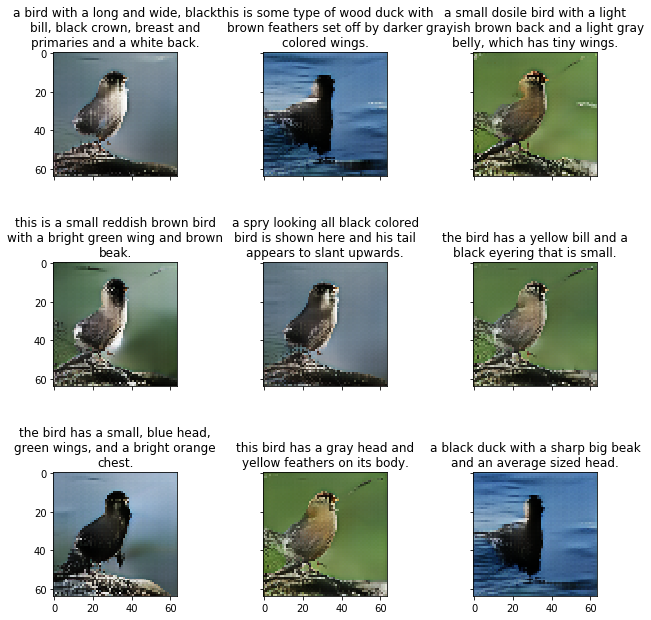 a bird with a long and wide, black
bill, black crown, breast and
primaries and a white back.
this is some type of wood duck with
brown feathers set off by darker
colored wings.
a small dosile bird with a light
grayish brown back and a light gray
belly, which has tiny wings.
0
20
40
60
this is a small reddish brown bird
with a bright green wing and brown
beak.
a spry looking all black colored
bird is shown here and his tail
appears to slant upwards.
the bird has a yellow bill and a
black eyering that is small.
0
20
40
60
the bird has a small, blue head,
green wings, and a bright orange
chest.
this bird has a gray head and
yellow feathers on its body.
a black duck with a sharp big beak
and an average sized head.
0
20
40
60
0 20 40 60
0 20 40 60
0 20 40 60